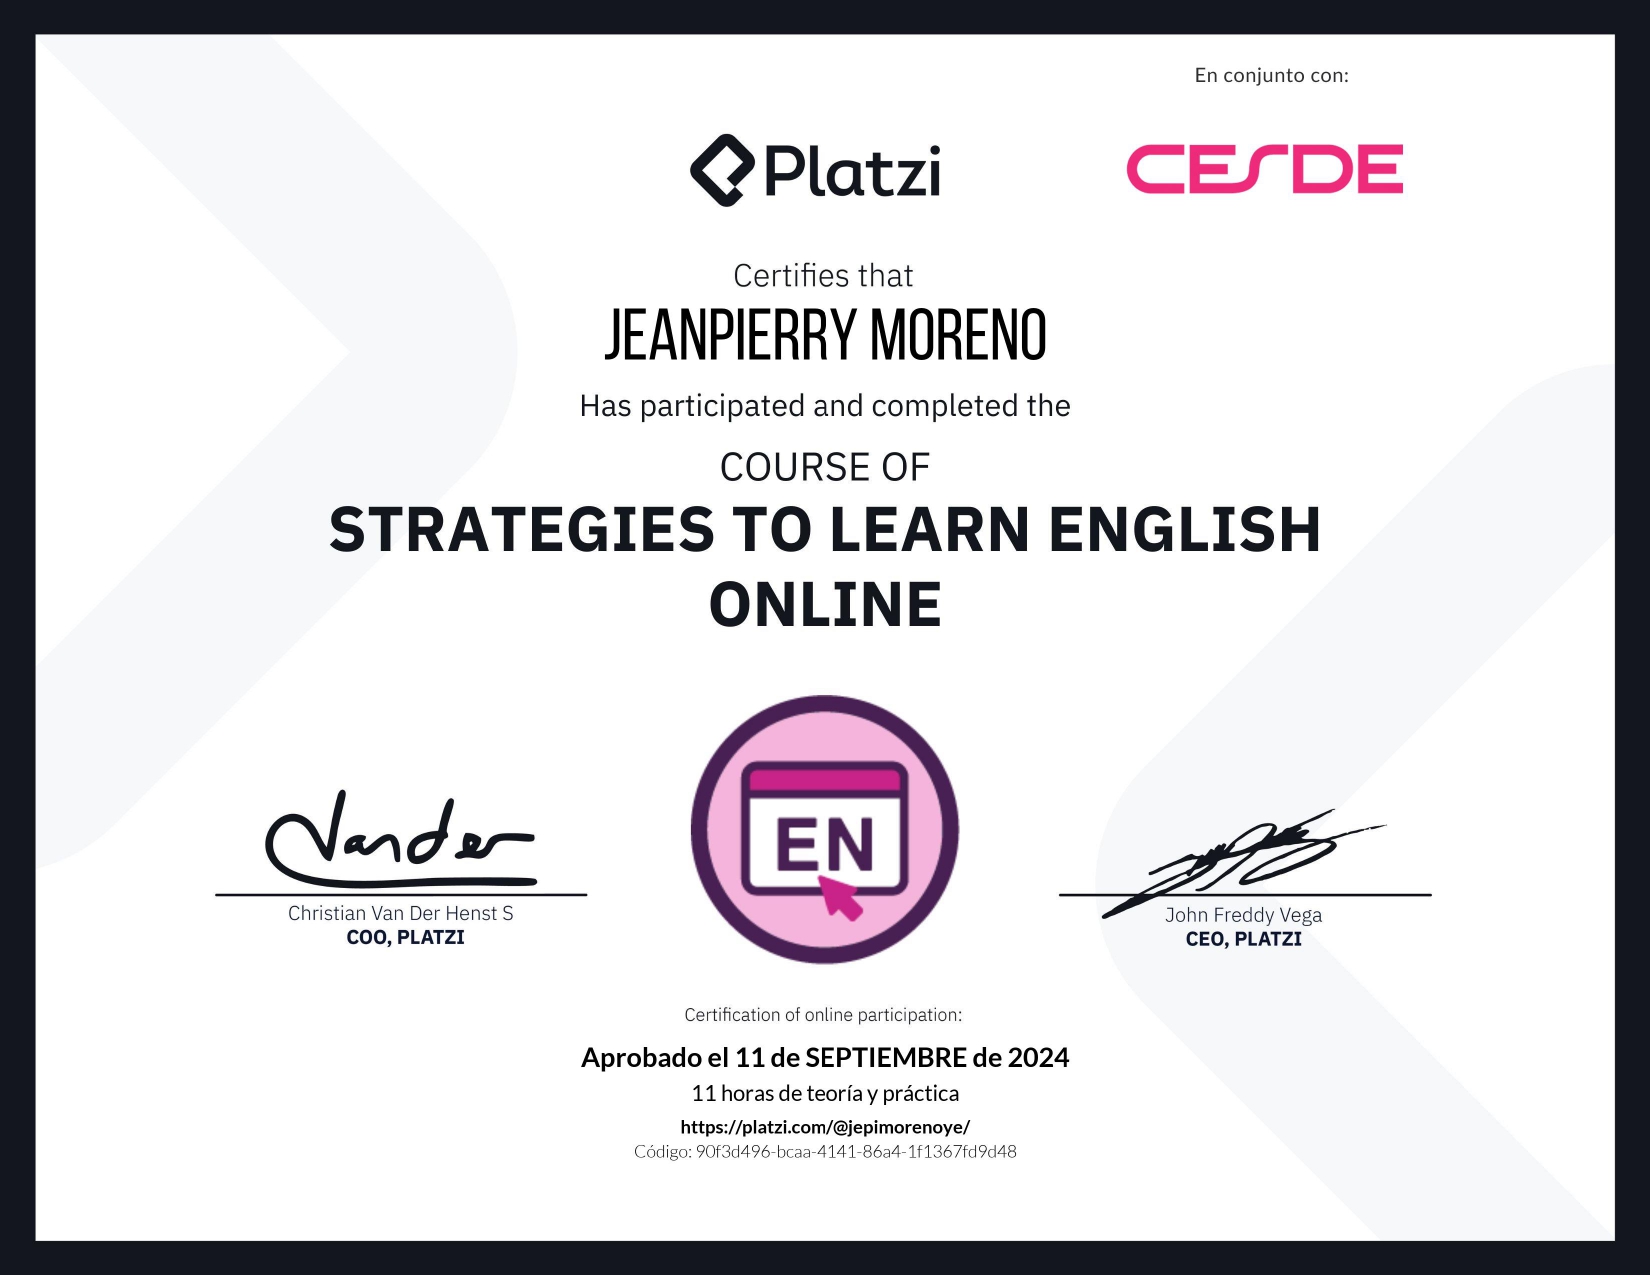 En conjunto con:
Platzi
CESDE
Certifies that
JEANPIERRY MORENO
Has participated and completed the
COURSE OF
STRATEGIES TO LEARN ENGLISH
ONLINE
EN
Vander
Christian Van Der Henst S
COO, PLATZI
John Freddy Vega
CEO, PLATZI
Certification of online participation:
Aprobado el 11 de SEPTIEMBRE de 2024
11 horas de teoría y práctica
https://platzi.com/@jepimorenoye/
Código: 90f3d496-bcaa-4141-86a4-1f1367fd9d48